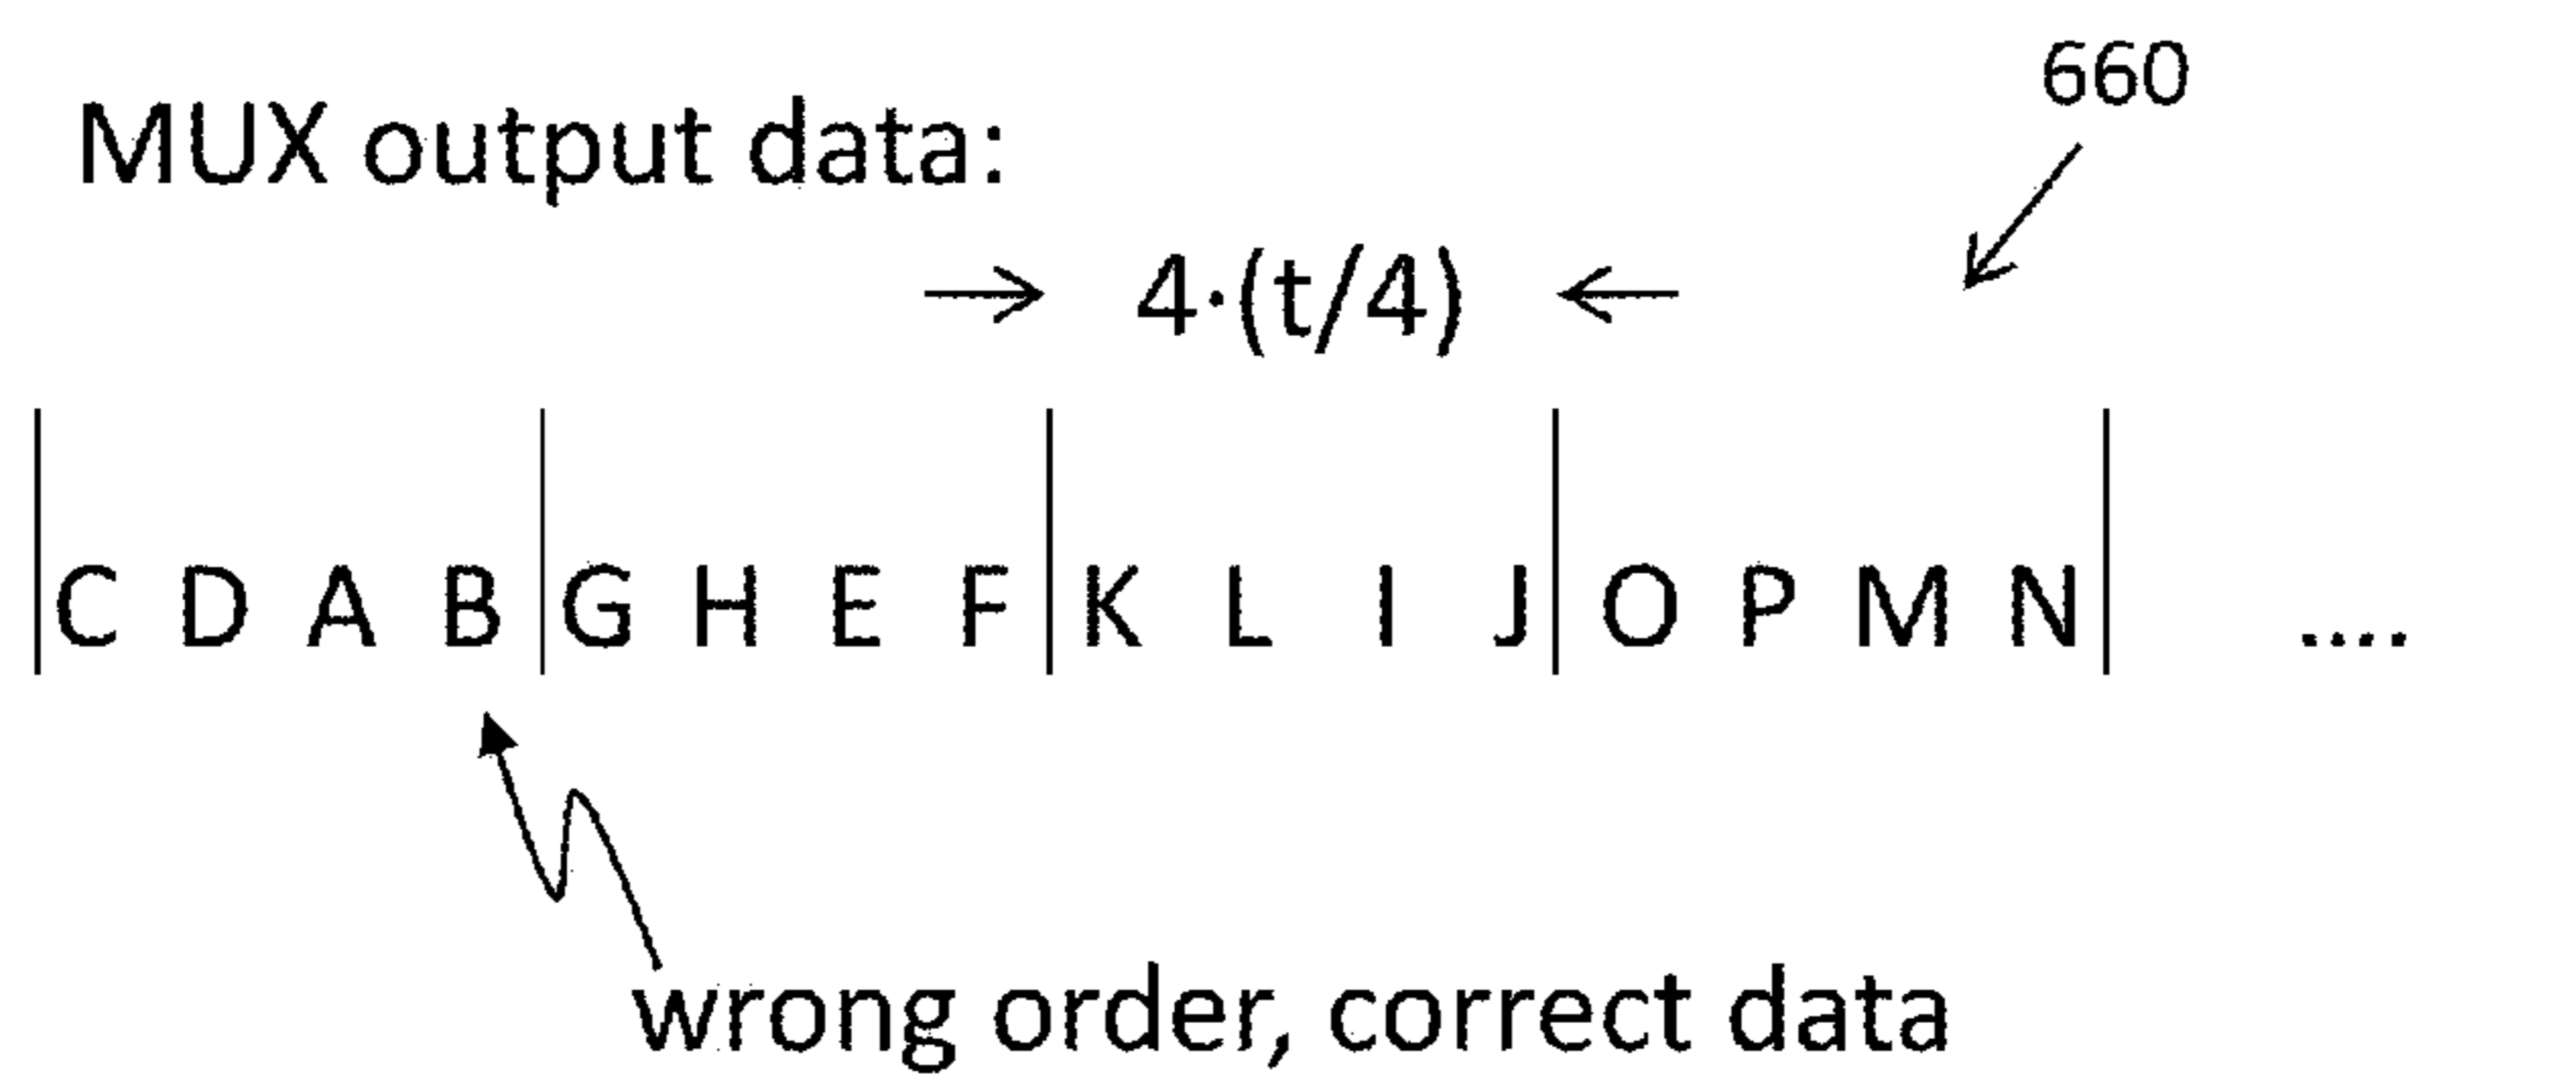 660
MUX output data:
4·(t/4)
C D A B G H E F K L I J O P M N ....
wrong order, correct data